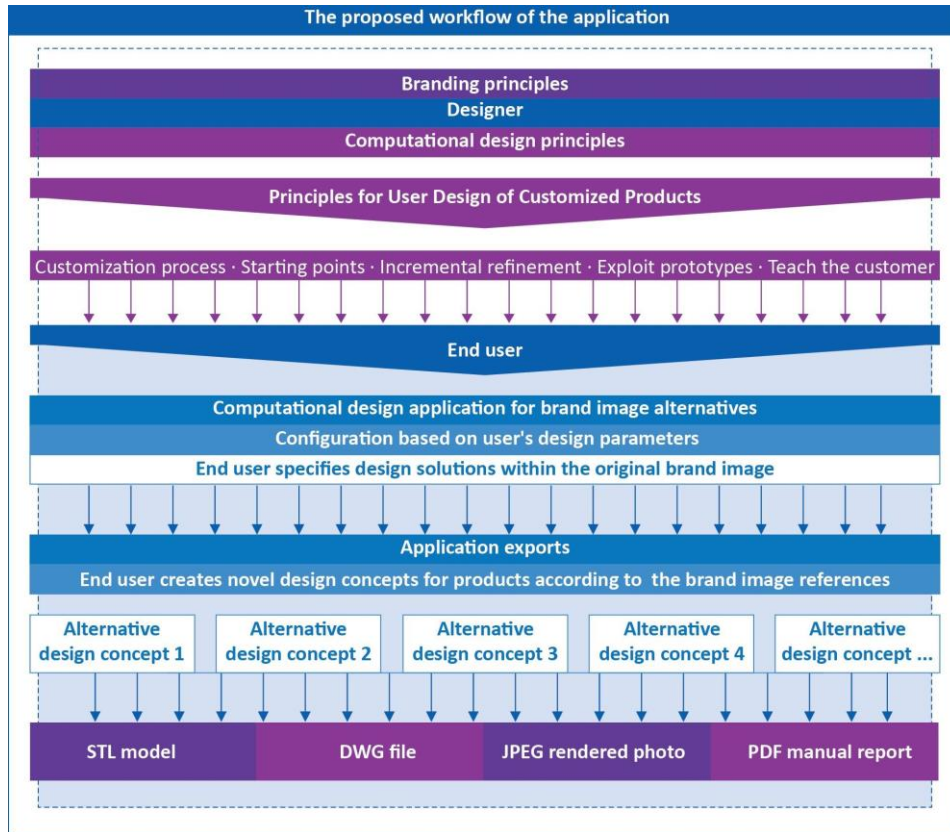 The proposed workflow of the application
Branding principles
Designer
Computational design principles
Principles for User Design of Customized Products
Customization process · Starting points · Incremental refinement · Exploit prototypes · Teach the customer
End user
Computational design application for brand image alternatives
Configuration based on user's design parameters
End user specifies design solutions within the original brand image
Application exports
End user creates novel design concepts for products according to the brand image references
Alternative
design concept 1
Alternative
design concept 2
Alternative
design concept 3
Alternative
design concept 4
Alternative
design concept ...
STL model
DWG file
JPEG rendered photo
PDF manual report